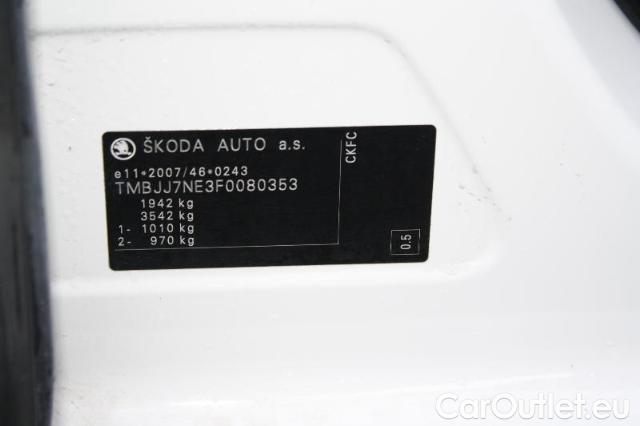 ŠKODA AUTO a.s.
e11*2007/46*0243
TMBJJ7NE3F0080353
1942 kg
3542 kg
1- 1010 kg
2- 970 kg
CKFC
0.5
CarOutlet.eu